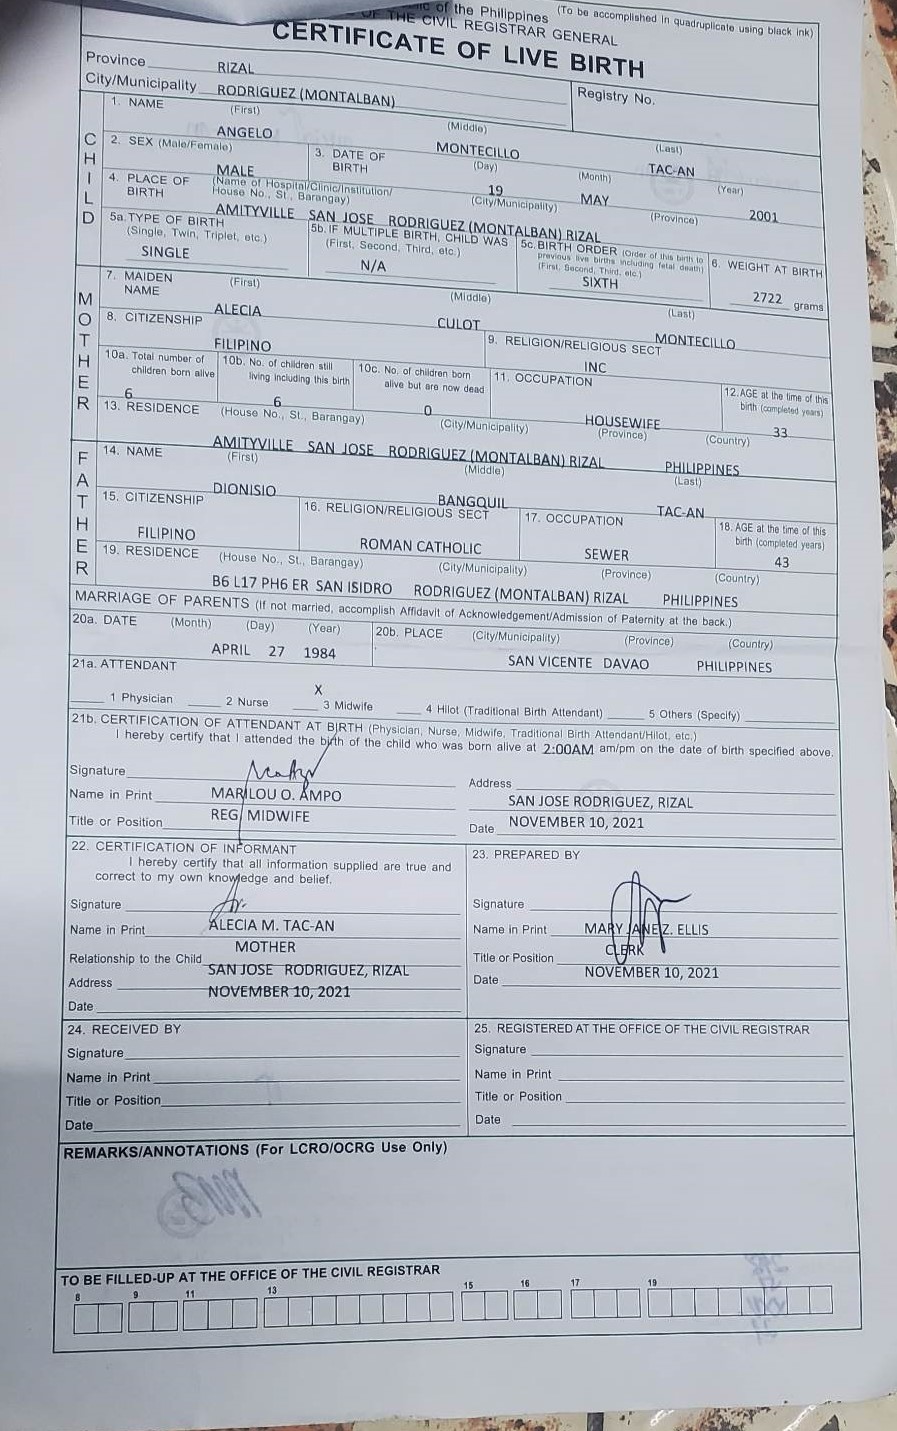 ic of the Philippines (To be accomplished in quadruplicate using black ink)
OF THE CIVIL REGISTRAR GENERAL
CERTIFICATE OF LIVE BIRTH
Province RIZAL
City/Municipality RODRIGUEZ (MONTALBAN)
Registry No.
CHILD
1. NAME (First) (Middle) (Last)
ANGELO MONTECILLO TAC-AN
2. SEX (Male/Female) 3. DATE OF BIRTH (Day) (Month) (Year)
MALE 19 MAY 2001
4. PLACE OF BIRTH (Name of Hospital/Clinic/Institution/ House No., St., Barangay) (City/Municipality) (Province)
AMITYVILLE SAN JOSE RODRIGUEZ (MONTALBAN) RIZAL
5a. TYPE OF BIRTH (Single, Twin, Triplet, etc.)
SINGLE
5b. IF MULTIPLE BIRTH, CHILD WAS (First, Second, Third, etc.)
N/A
5c. BIRTH ORDER (Order of this birth to previous live births including fetal death) (First, Second, Third, etc.)
SIXTH
6. WEIGHT AT BIRTH
2722 grams
MOTHER
7. MAIDEN NAME (First) (Middle) (Last)
ALECIA CULOT MONTECILLO
8. CITIZENSHIP
FILIPINO
9. RELIGION/RELIGIOUS SECT
INC
10a. Total number of children born alive
6
10b. No. of children still living including this birth
6
10c. No. of children born alive but are now dead
0
11. OCCUPATION
HOUSEWIFE
12. AGE at the time of this birth (completed years)
33
13. RESIDENCE (House No., St., Barangay) (City/Municipality) (Province) (Country)
AMITYVILLE SAN JOSE RODRIGUEZ (MONTALBAN) RIZAL PHILIPPINES
FATHER
14. NAME (First) (Middle) (Last)
DIONISIO BANGQUIL TAC-AN
15. CITIZENSHIP
FILIPINO
16. RELIGION/RELIGIOUS SECT
ROMAN CATHOLIC
17. OCCUPATION
SEWER
18. AGE at the time of this birth (completed years)
43
19. RESIDENCE (House No., St., Barangay) (City/Municipality) (Province) (Country)
B6 L17 PH6 ER SAN ISIDRO RODRIGUEZ (MONTALBAN) RIZAL PHILIPPINES
MARRIAGE OF PARENTS (If not married, accomplish Affidavit of Acknowledgement/Admission of Paternity at the back.)
20a. DATE (Month) (Day) (Year)
APRIL 27 1984
20b. PLACE (City/Municipality) (Province) (Country)
SAN VICENTE DAVAO PHILIPPINES
21a. ATTENDANT
1 Physician 2 Nurse X 3 Midwife 4 Hilot (Traditional Birth Attendant) 5 Others (Specify)
21b. CERTIFICATION OF ATTENDANT AT BIRTH (Physician, Nurse, Midwife, Traditional Birth Attendant/Hilot, etc.)
I hereby certify that I attended the birth of the child who was born alive at 2:00AM am/pm on the date of birth specified above.
Signature
Name in Print MARILOU O. AMPO
Title or Position REG MIDWIFE
Address
SAN JOSE RODRIGUEZ, RIZAL
Date NOVEMBER 10, 2021
22. CERTIFICATION OF INFORMANT
I hereby certify that all information supplied are true and
correct to my own knowledge and belief.
Signature
Name in Print ALECIA M. TAC-AN
MOTHER
Relationship to the Child
SAN JOSE RODRIGUEZ, RIZAL
Address
NOVEMBER 10, 2021
Date
23. PREPARED BY
Signature
Name in Print MARY JANE Z. ELLIS
CLERK
Title or Position
Date NOVEMBER 10, 2021
24. RECEIVED BY
Signature
Name in Print
Title or Position
Date
25. REGISTERED AT THE OFFICE OF THE CIVIL REGISTRAR
Signature
Name in Print
Title or Position
Date
REMARKS/ANNOTATIONS (For LCRO/OCRG Use Only)
TO BE FILLED-UP AT THE OFFICE OF THE CIVIL REGISTRAR
8 9 11 13 15 16 17 19